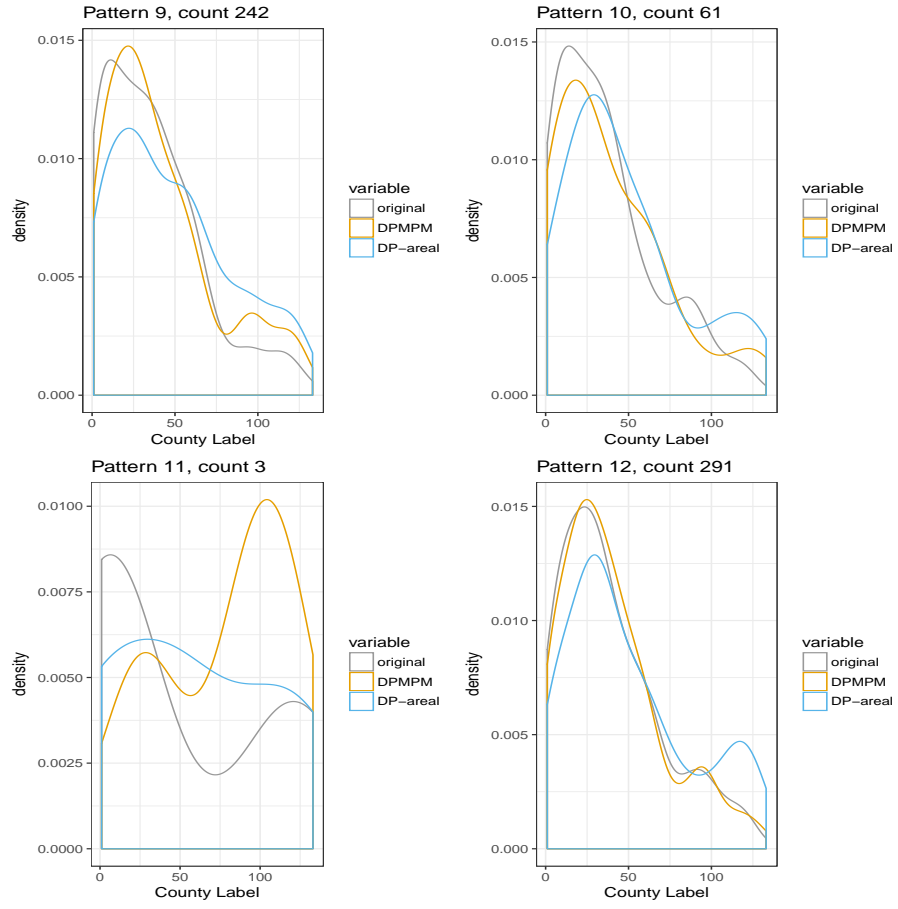 Pattern 9, count 242
0.015
0.010
0.005
0.000
density
0
50
100
County Label
variable
original
DPMPM
DP−areal
Pattern 10, count 61
0.015
0.010
0.005
0.000
density
0
50
100
County Label
variable
original
DPMPM
DP−areal
Pattern 11, count 3
0.0100
0.0075
0.0050
0.0025
0.0000
density
0
50
100
County Label
variable
original
DPMPM
DP−areal
Pattern 12, count 291
0.015
0.010
0.005
0.000
density
0
50
100
County Label
variable
original
DPMPM
DP−areal